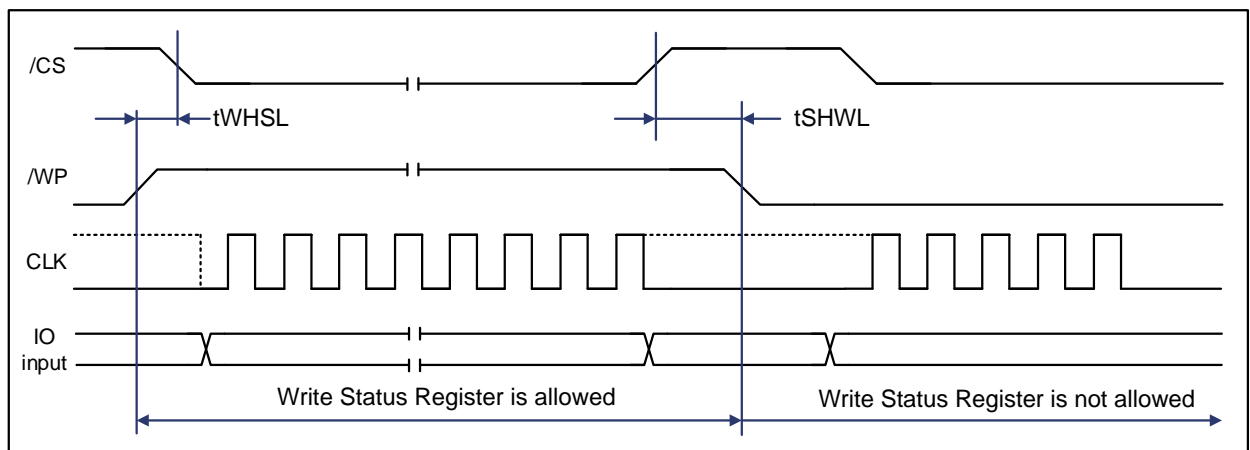 /CS
tWHSL
tSHWL
/WP
CLK
IO
input
Write Status Register is allowed
Write Status Register is not allowed